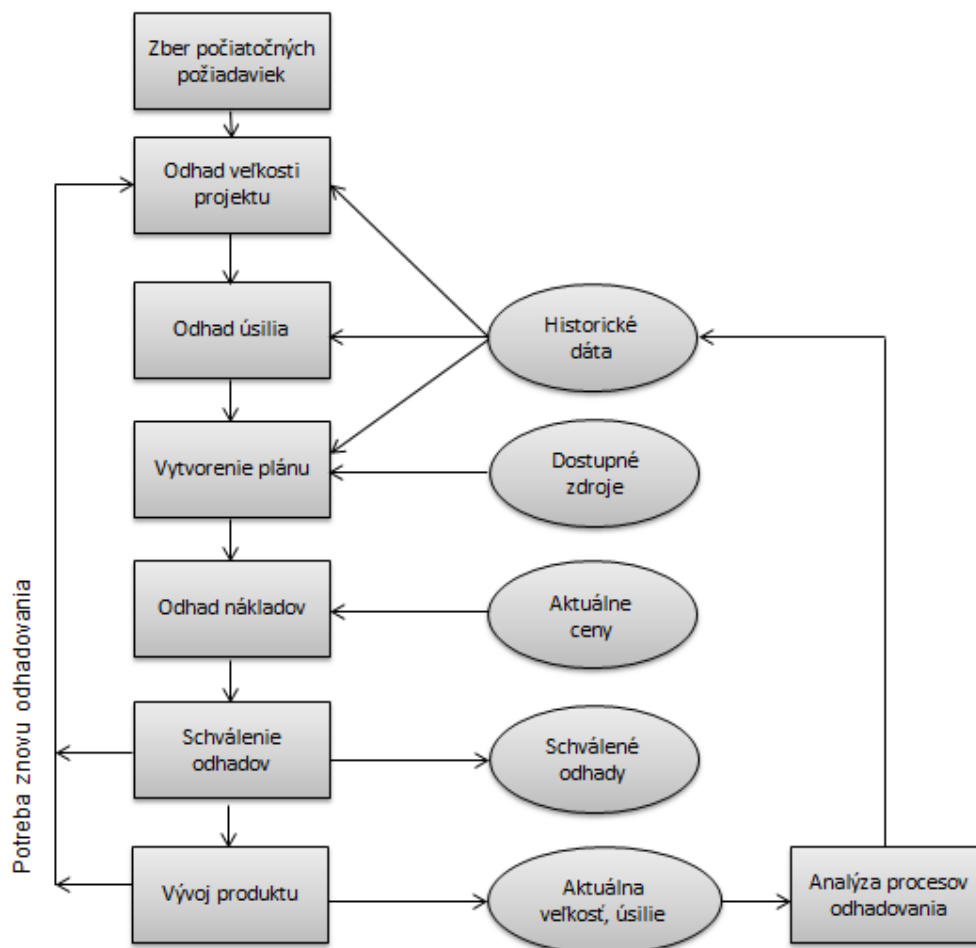 Zber počiatočných
požiadaviek
Odhad veľkosti
projektu
Odhad úsilia
Historické
dáta
Vytvorenie plánu
Dostupné
zdroje
Odhad nákladov
Aktuálne
ceny
Schválenie
odhadov
Schválené
odhady
Vývoj produktu
Aktuálna
veľkosť, úsilie
Analýza procesov
odhadovania
Potreba znovu odhadovania